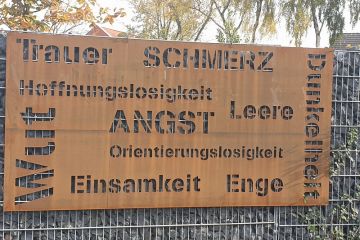 Trauer SCHMERZ
Hoffnungslosigkeit
Leere
ANGST
Orientierungslosigkeit
Einsamkeit Enge
Wut
Dunkelheit